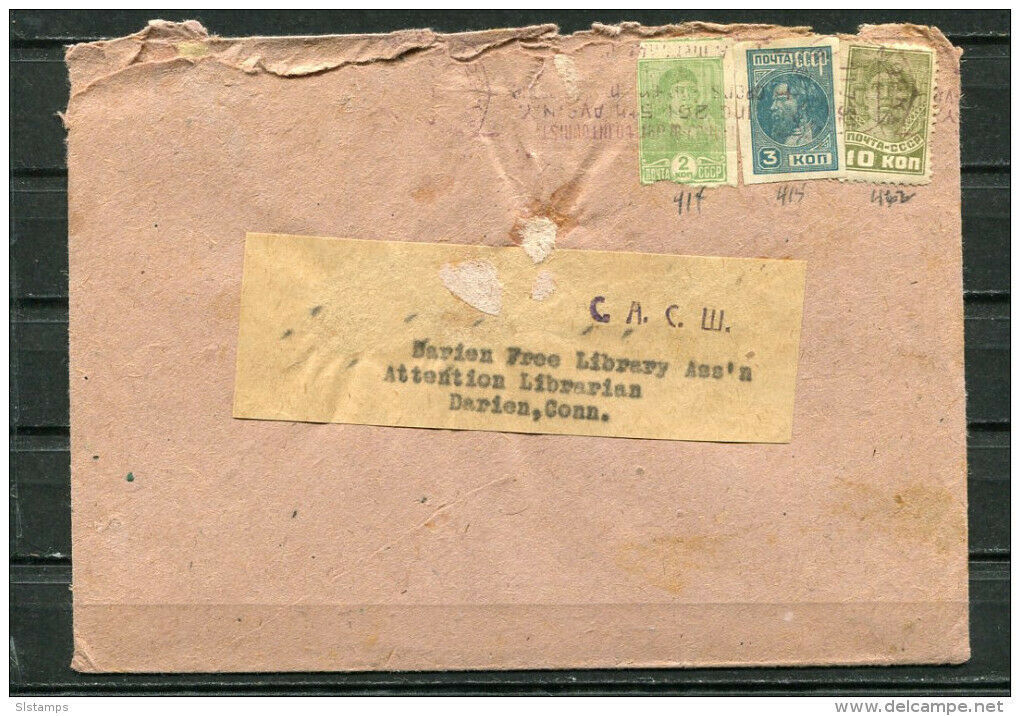 2
КОП
ПОЧТА СССР
ПОЧТА СССР
3 КОП
ПОЧТА-СССР
10 КОП
414
415
С. А. С. Ш.
Darien Free Library Ass'n
Attention Librarian
Darien,Conn.
Slstamps
www.delcampe.net